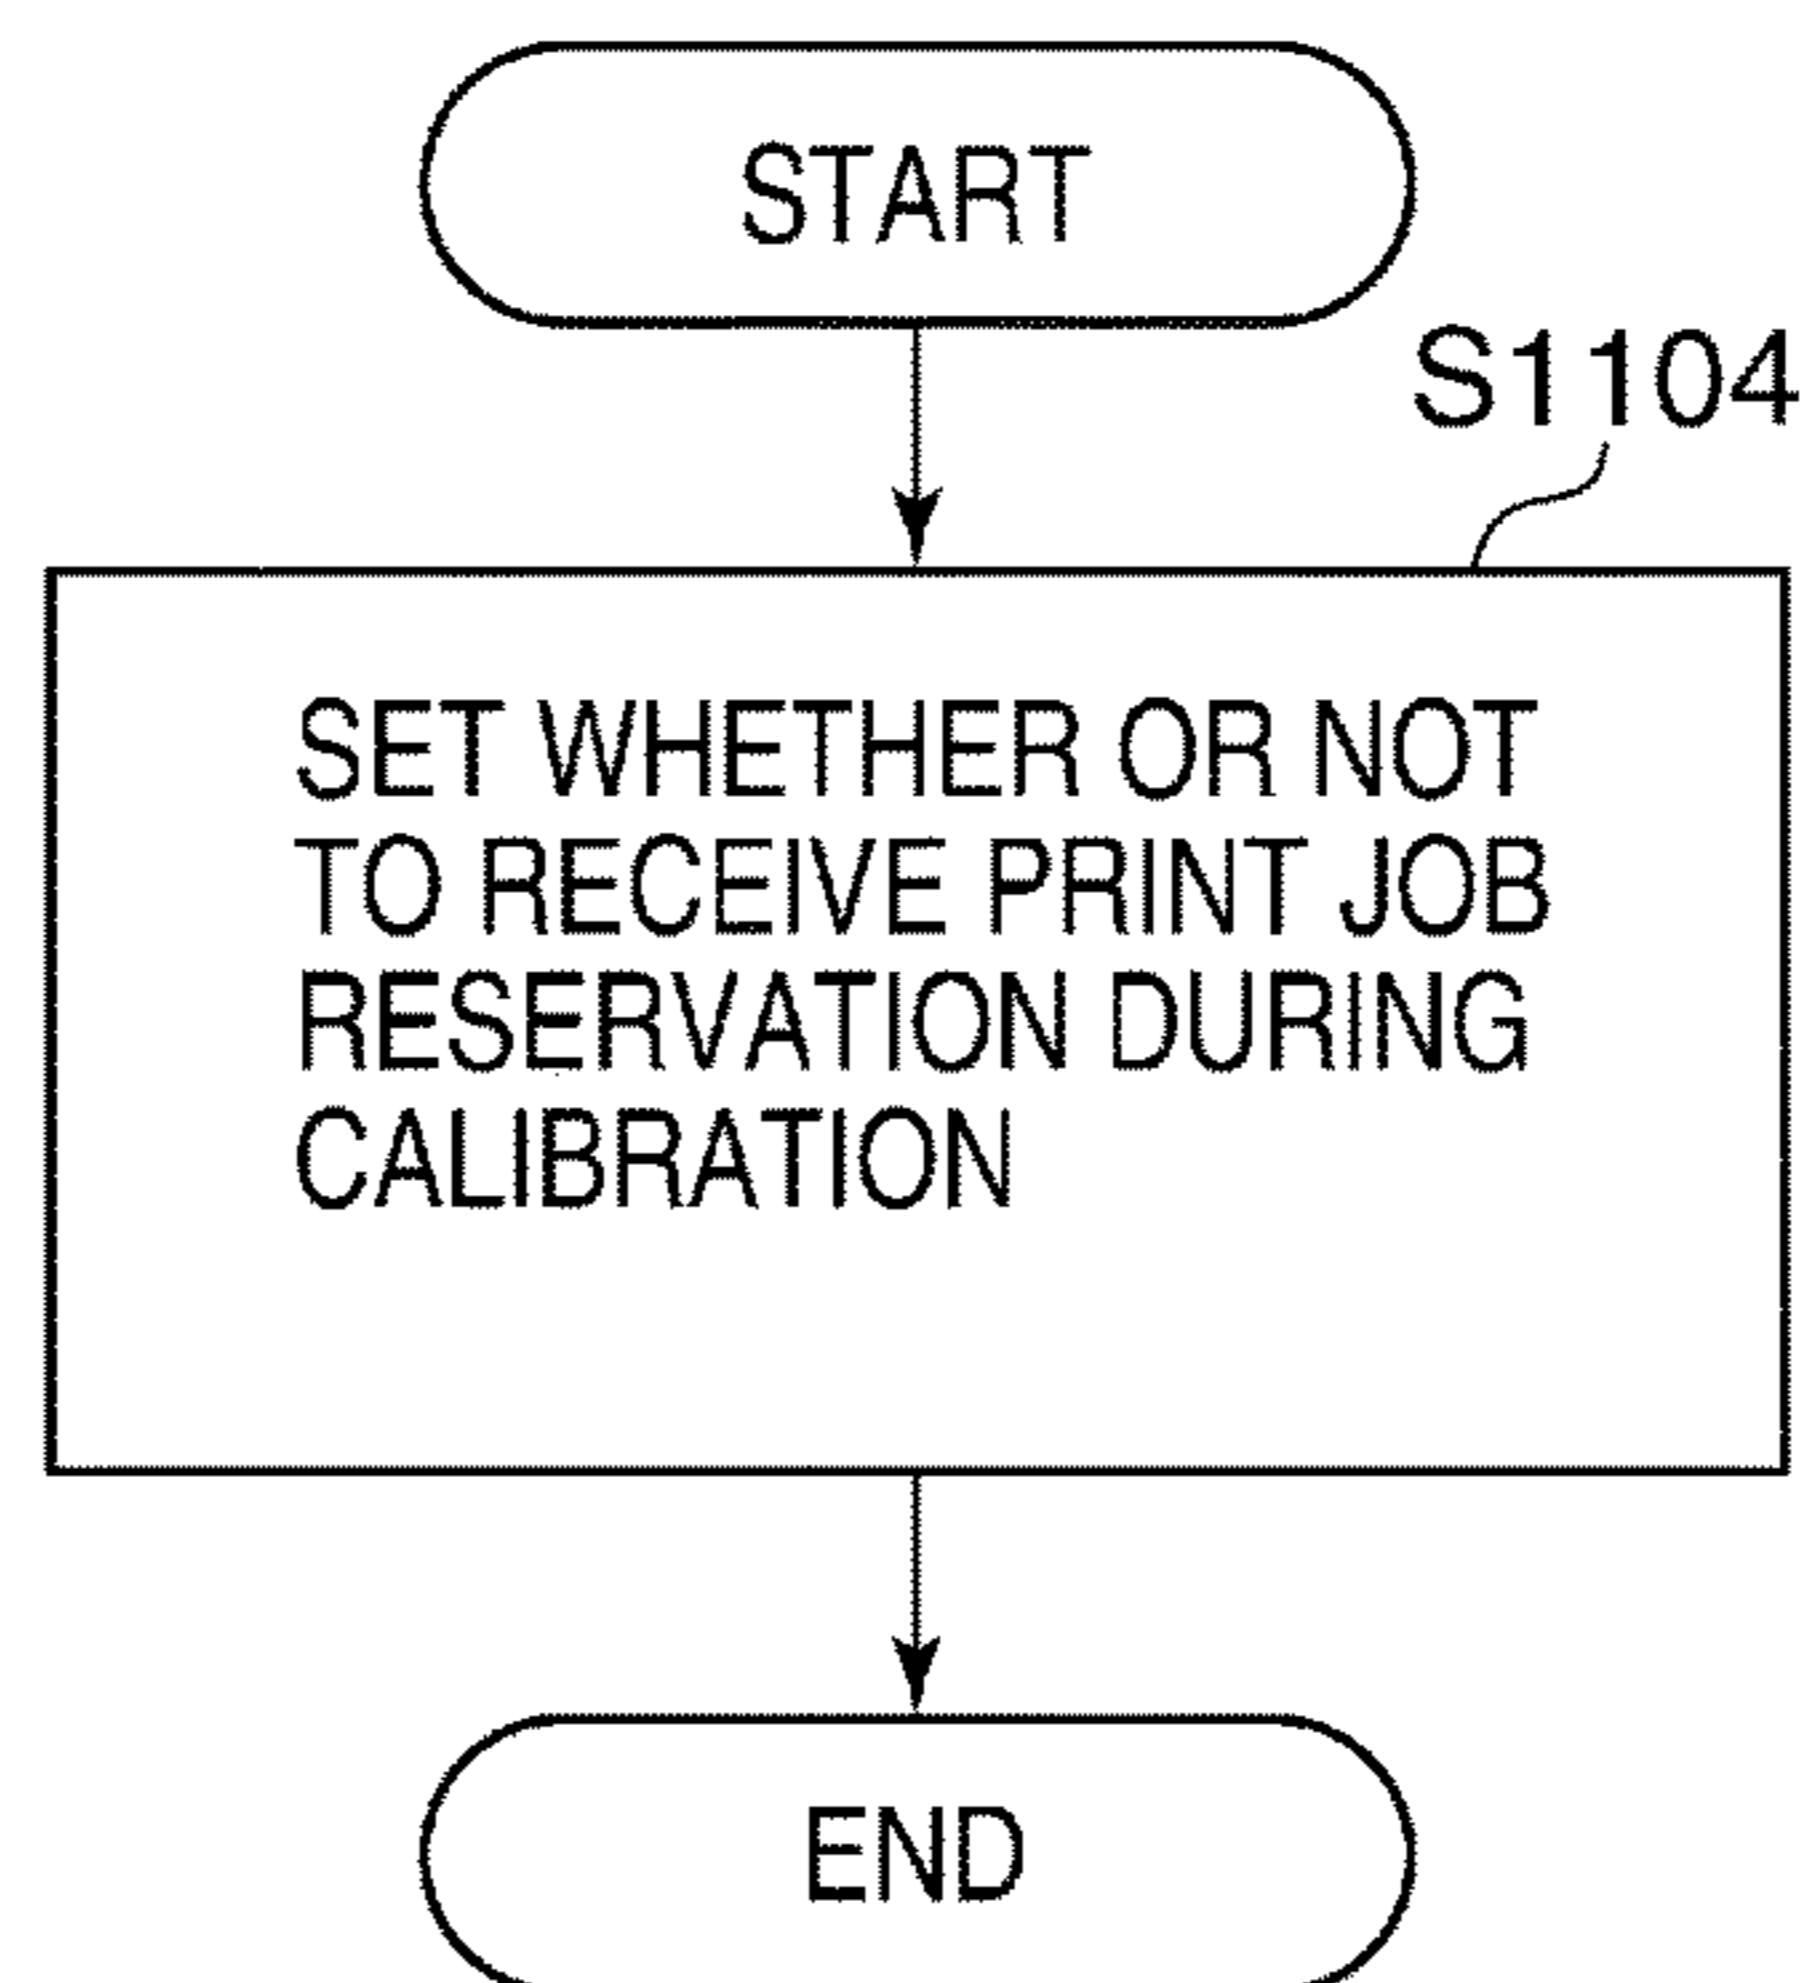 START
S1104
SET WHETHER OR NOT
TO RECEIVE PRINT JOB
RESERVATION DURING
CALIBRATION
END